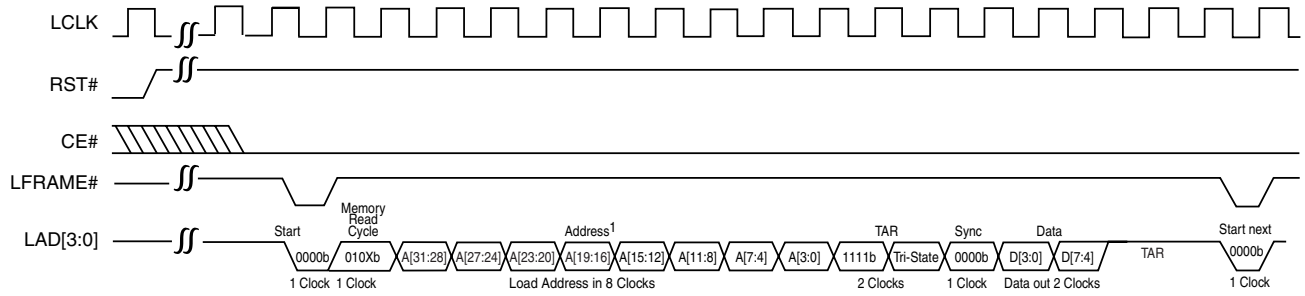 LCLK
RST#
CE#
LFRAME#
Memory
Read
Cycle
Start
Address1
TAR
Sync
Data
Start next
LAD[3:0]
0000b
010Xb
A[31:28]
A[27:24]
A[23:20]
A[19:16]
A[15:12]
A[11:8]
A[7:4]
A[3:0]
1111b
Tri-State
0000b
D[3:0]
D[7:4]
TAR
0000b
1 Clock
1 Clock
Load Address in 8 Clocks
2 Clocks
1 Clock
Data out 2 Clocks
1 Clock